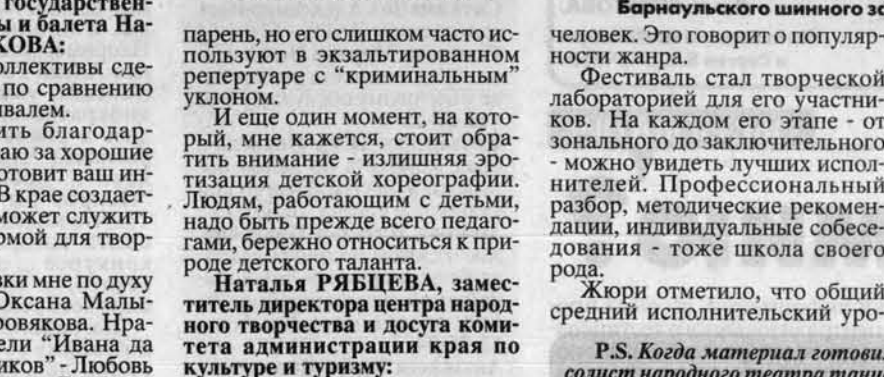 государствен-
ы и балета На-
КОВА:
оллективы сде-
по сравнению
ивалем.
ить благодар-
аю за хорошие
отовит ваш ин-
В крае создает-
может служить
рмой для твор-
вки мне по духу
Оксана Малы-
ровякова. Нра-
ели "Ивана да
иков" - Любовь
парень, но его слишком часто ис-
пользуют в экзальтированном
репертуаре с "криминальным"
уклоном.
И еще один момент, на кото-
рый, мне кажется, стоит обра-
тить внимание - излишняя эро-
тизация детской хореографии.
Людям, работающим с детьми,
надо быть прежде всего педаго-
гами, бережно относиться к при-
роде детского таланта.
Наталья РЯБЦЕВА, замес-
титель директора центра народ-
ного творчества и досуга коми-
тета администрации края по
культуре и туризму:
Барнаульского шинного за
человек. Это говорит о популяр-
ности жанра.
Фестиваль стал творческой
лабораторией для его участни-
ков. На каждом его этапе - от
зонального до заключительного
- можно увидеть лучших испол-
нителей. Профессиональный
разбор, методические рекомен-
дации, индивидуальные собесе-
дования - тоже школа своего
рода.
Жюри отметило, что общий
средний исполнительский уро-
P.S. Когда материал готовил
солист народного театра танц